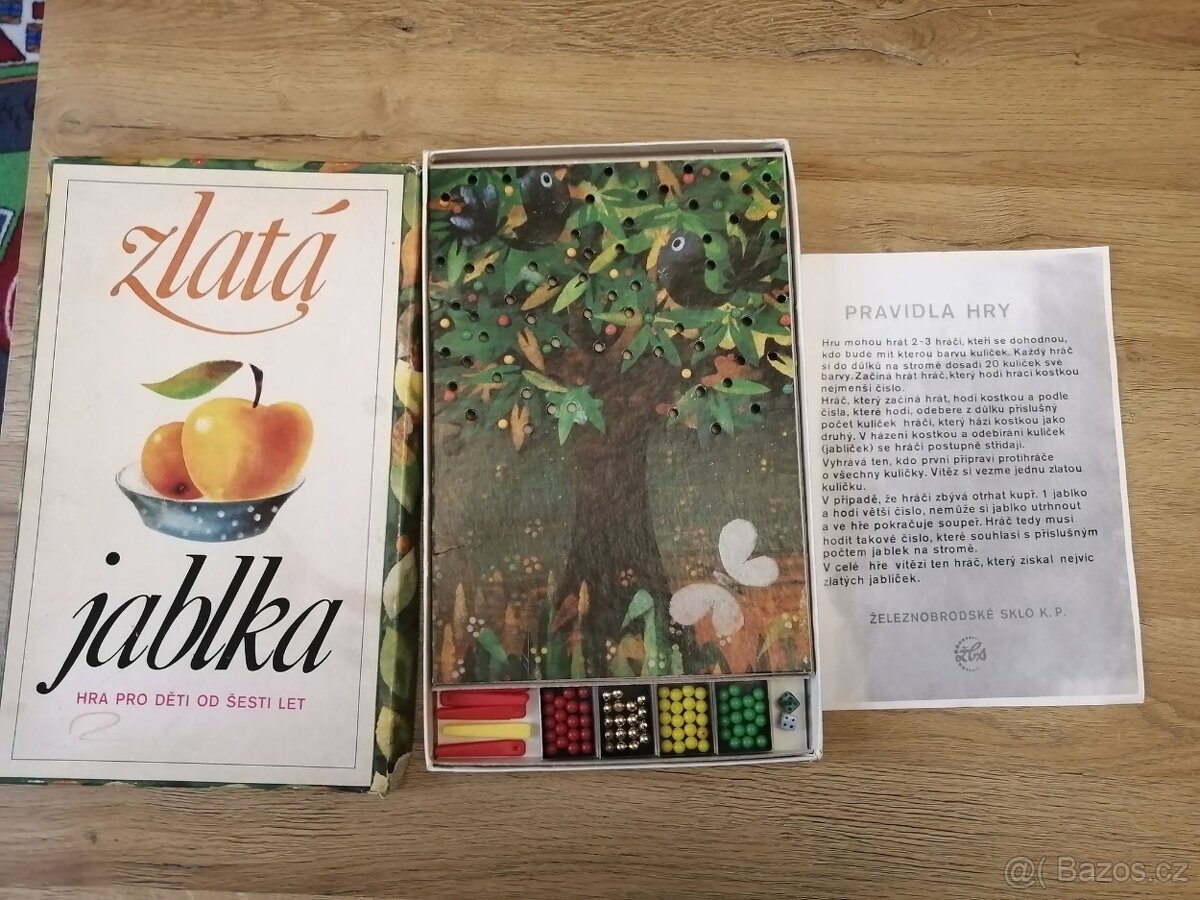 zlatá
jablka
HRA PRO DĚTI OD ŠESTI LET
PRAVIDLA HRY
Hru mohou hrát 2-3 hráči, kteří se dohodnou,
kdo bude mít kterou barvu kuliček. Každý hráč
si do důlků na stromě dosadí 20 kuliček své
barvy. Začíná hrát hráč, který hodí hrací kostkou
nejmenší číslo.
Hráč, který začíná hrát, hodí kostkou a podle
čísla, které hodí, odebere z důlku příslušný
počet kuliček hráči, který hází kostkou jako
druhý. V házení kostkou a odebírání kuliček
(jablíček) se hráči postupně střídají.
Vyhrává ten, kdo první připraví protihráče
o všechny kuličky. Vítěz si vezme jednu zlatou
kuličku.
V případě, že hráči zbývá otrhat kupř. 1 jablko
a hodí větší číslo, nemůže si jablko utrhnout
a ve hře pokračuje soupeř. Hráč tedy musí
hodit takové číslo, které souhlasí s příslušným
počtem jablek na stromě.
V celé hře vítězí ten hráč, který získal nejvíc
zlatých jablíček.
ŽELEZNOBRODSKÉ SKLO K. P.
žbs
@( Bazos.cz